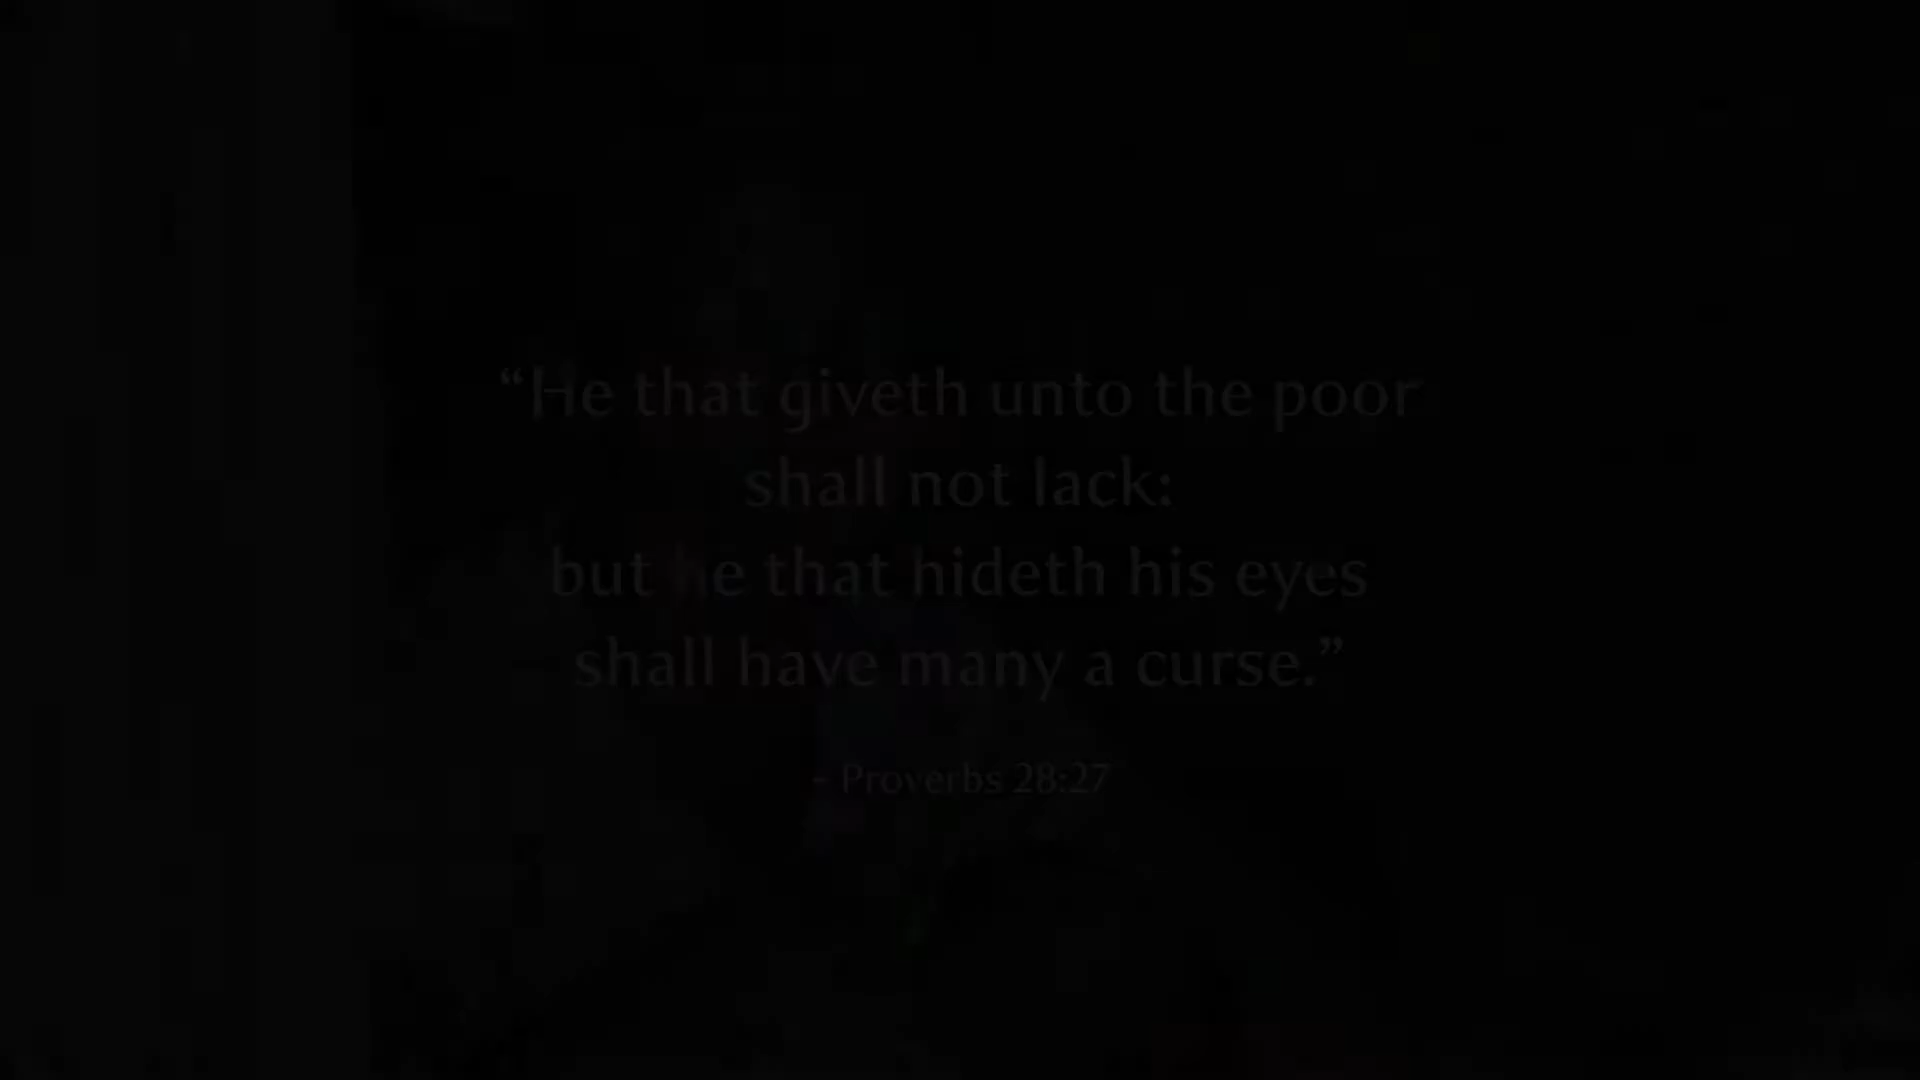 “He that giveth unto the poor
shall not lack:
but he that hideth his eyes
shall have many a curse.”
- Proverbs 28:27